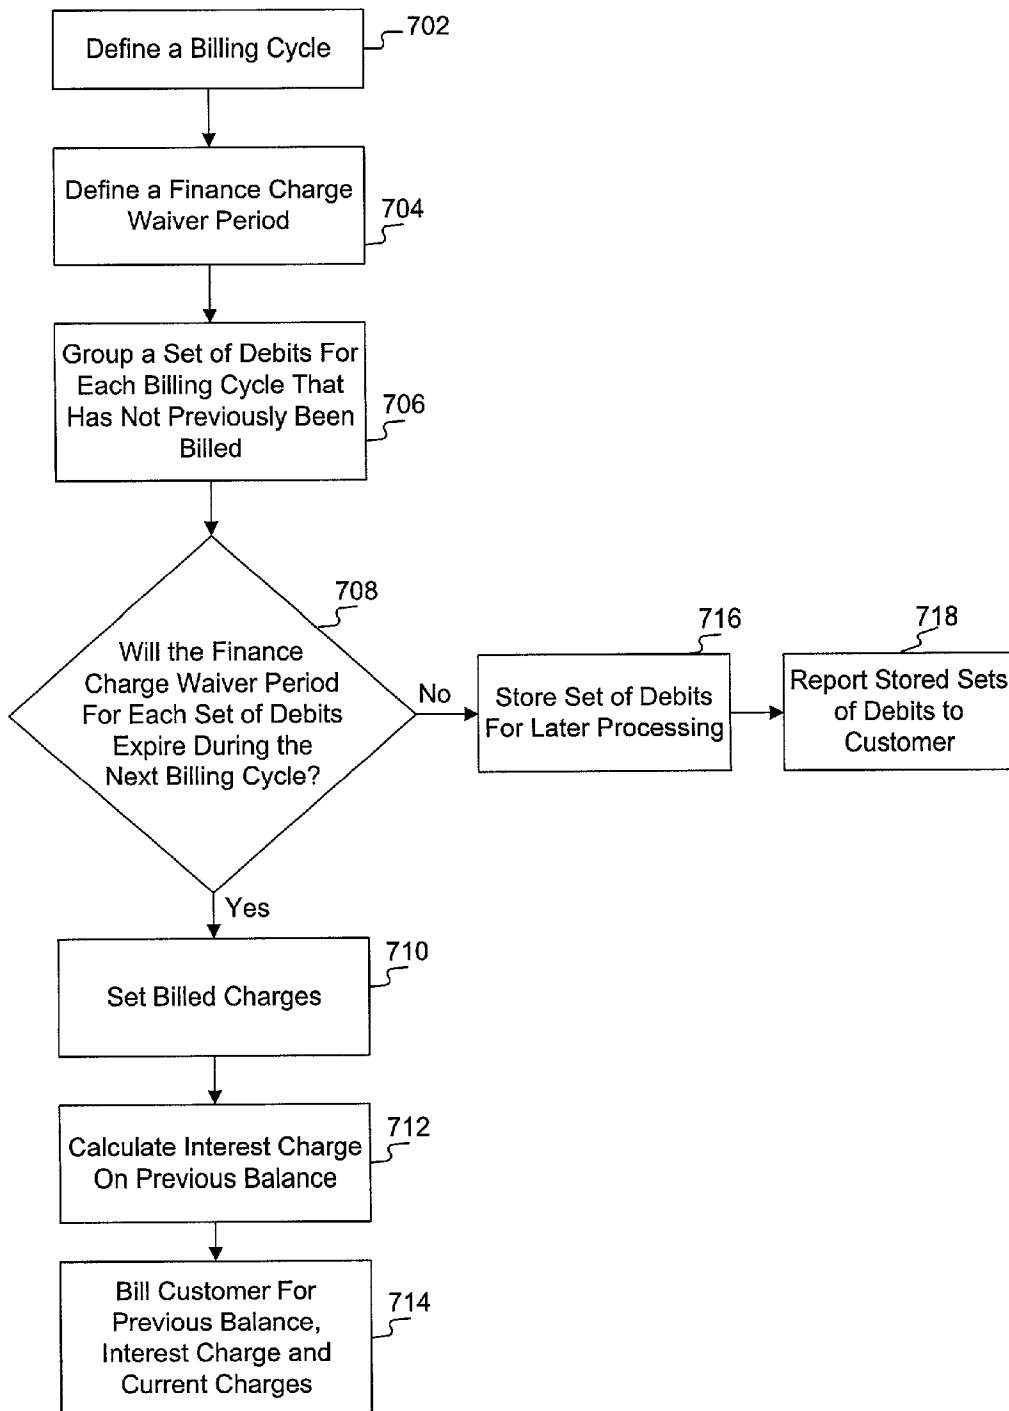 Define a Billing Cycle
702
Define a Finance Charge
Waiver Period
704
Group a Set of Debits For
Each Billing Cycle That
Has Not Previously Been
Billed
706
708
Will the Finance
Charge Waiver Period
For Each Set of Debits
Expire During the
Next Billing Cycle?
No
716
Store Set of Debits
For Later Processing
718
Report Stored Sets
of Debits to
Customer
Yes
710
Set Billed Charges
712
Calculate Interest Charge
On Previous Balance
714
Bill Customer For
Previous Balance,
Interest Charge and
Current Charges